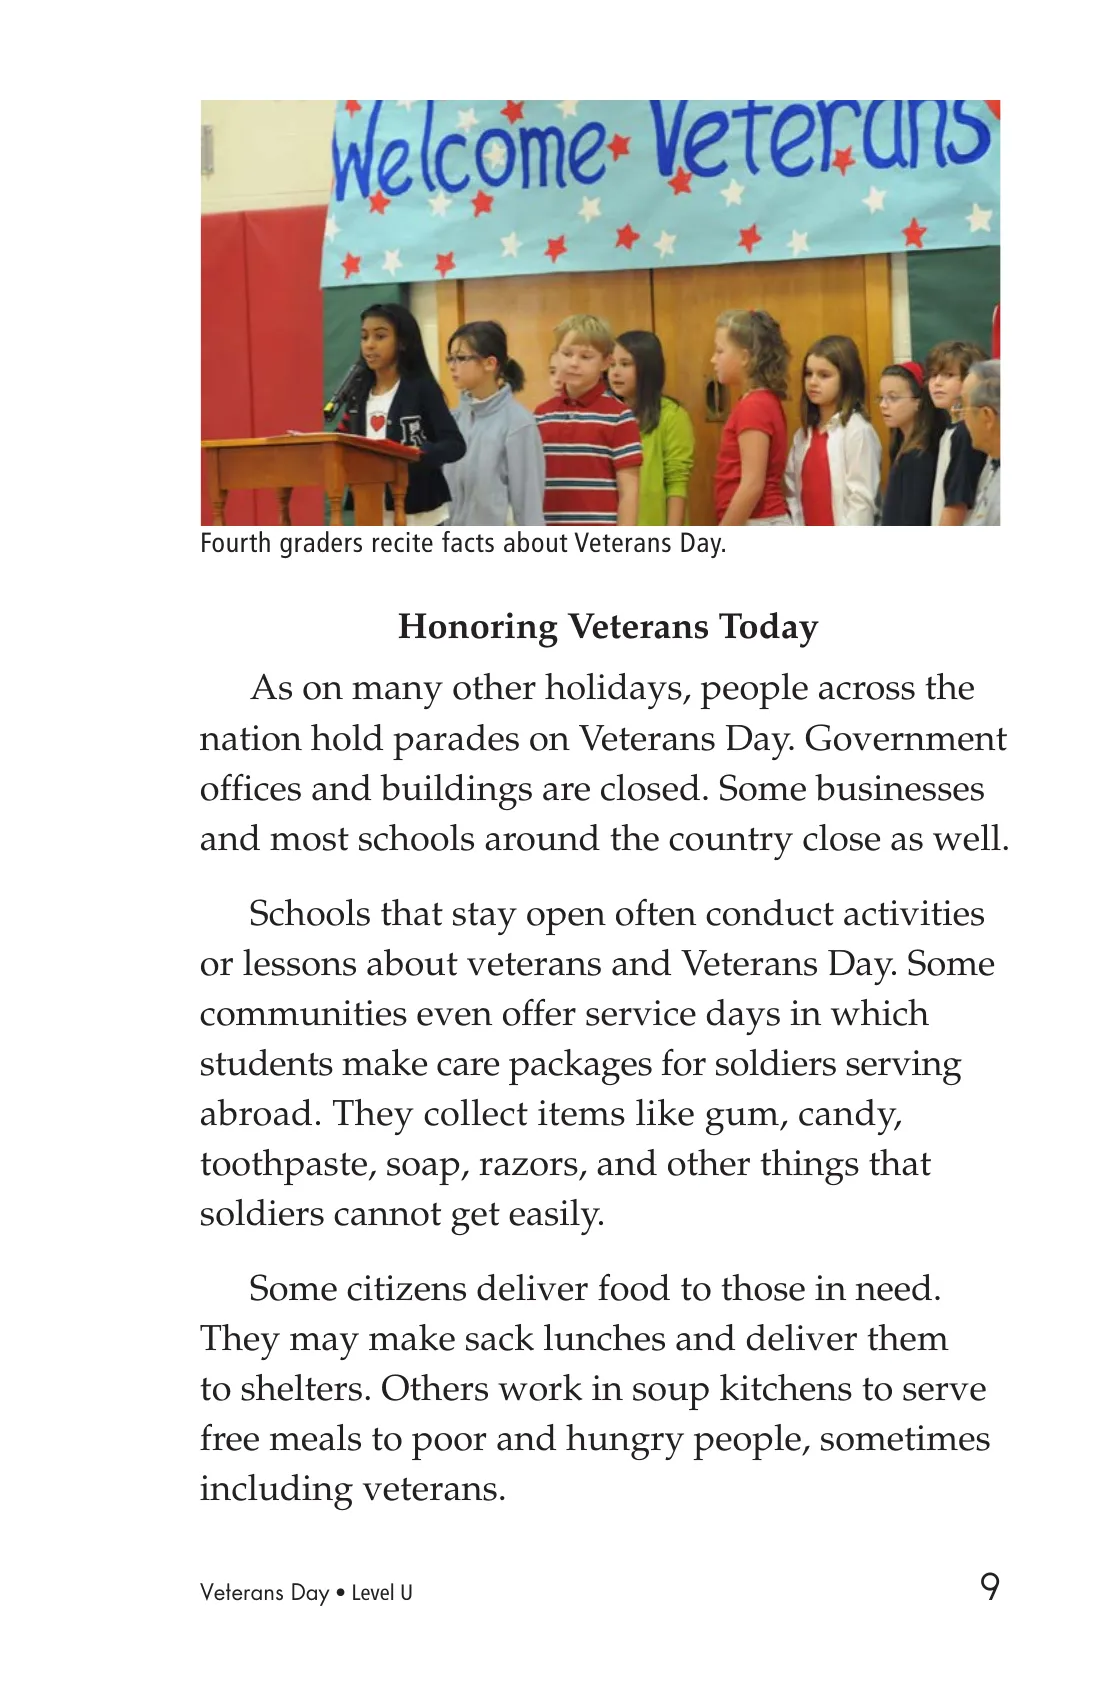 Welcome Veterans
Fourth graders recite facts about Veterans Day.
Honoring Veterans Today
As on many other holidays, people across the
nation hold parades on Veterans Day. Government
offices and buildings are closed. Some businesses
and most schools around the country close as well.
Schools that stay open often conduct activities
or lessons about veterans and Veterans Day. Some
communities even offer service days in which
students make care packages for soldiers serving
abroad. They collect items like gum, candy,
toothpaste, soap, razors, and other things that
soldiers cannot get easily.
Some citizens deliver food to those in need.
They may make sack lunches and deliver them
to shelters. Others work in soup kitchens to serve
free meals to poor and hungry people, sometimes
including veterans.
Veterans Day • Level U
9